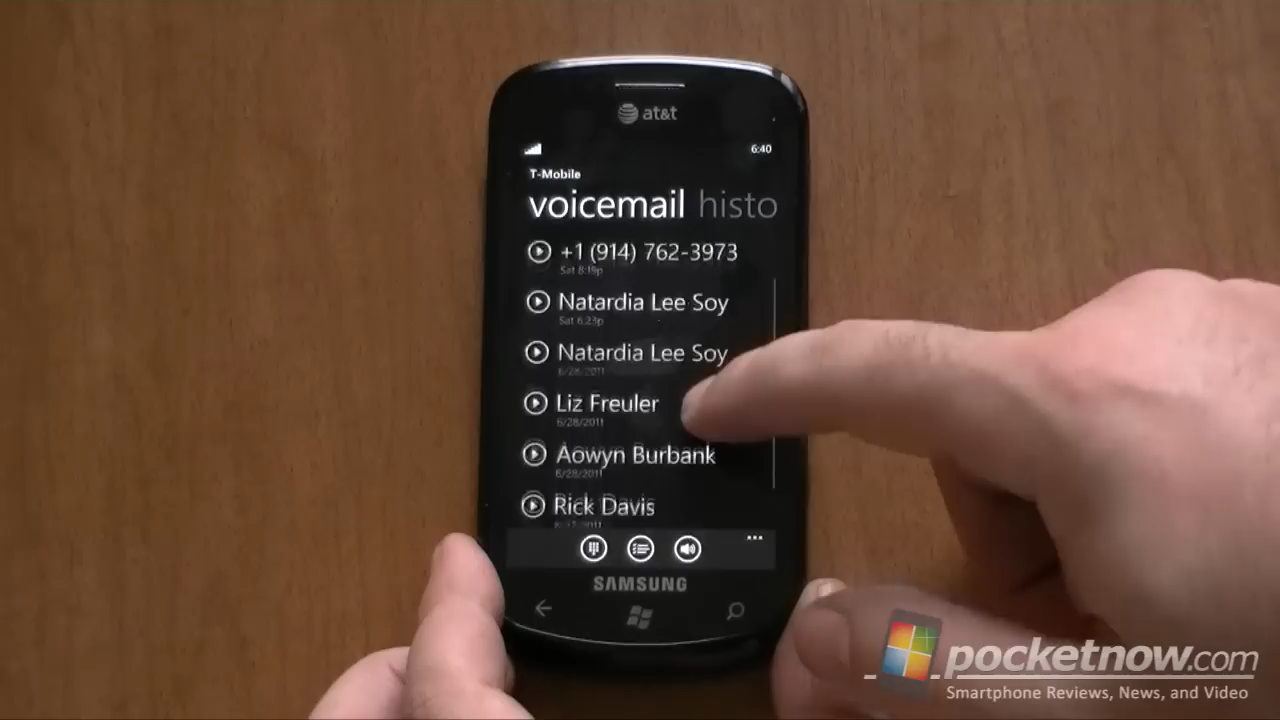 at&t
6:40
T-Mobile
voicemail histo
+1 (914) 762-3973
Sat 8:19p
Natardia Lee Soy
Sat 6:23p
Natardia Lee Soy
6/28/2011
Liz Freuler
6/28/2011
Aowyn Burbank
6/28/2011
Rick Davis
SAMSUNG
pocketnow.com
Smartphone Reviews, News, and Video